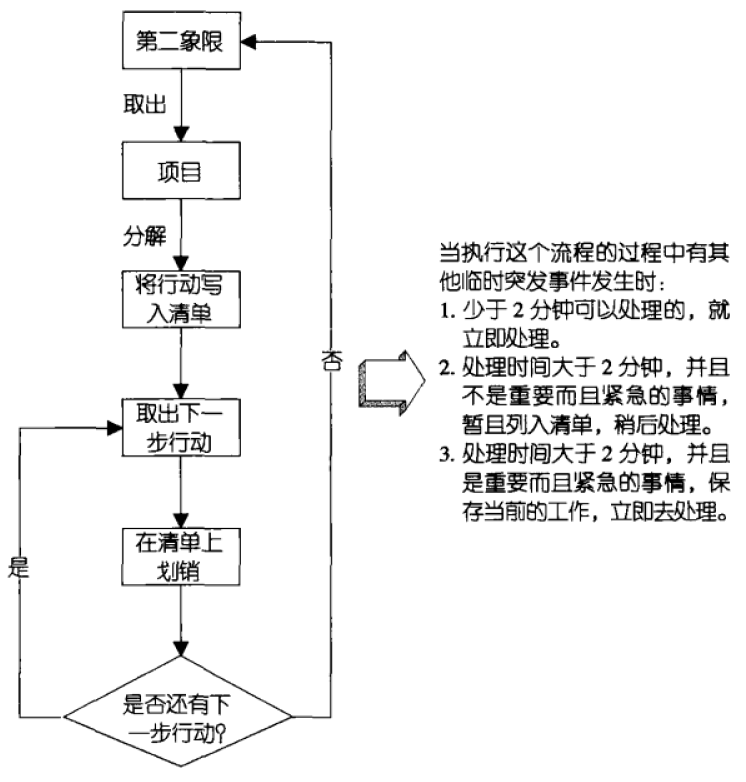 第二象限
取出
项目
分解
将行动写
入清单
取出下一
步行动
在清单上
划销
是否还有下
一步行动?
是
否
当执行这个流程的过程中有其
他临时突发事件发生时：
1. 少于 2 分钟可以处理的，就
立即处理。
2. 处理时间大于 2 分钟，并且
不是重要而且紧急的事情，
暂且列入清单，稍后处理。
3. 处理时间大于 2 分钟，并且
是重要而且紧急的事情，保
存当前的工作，立即去处理。